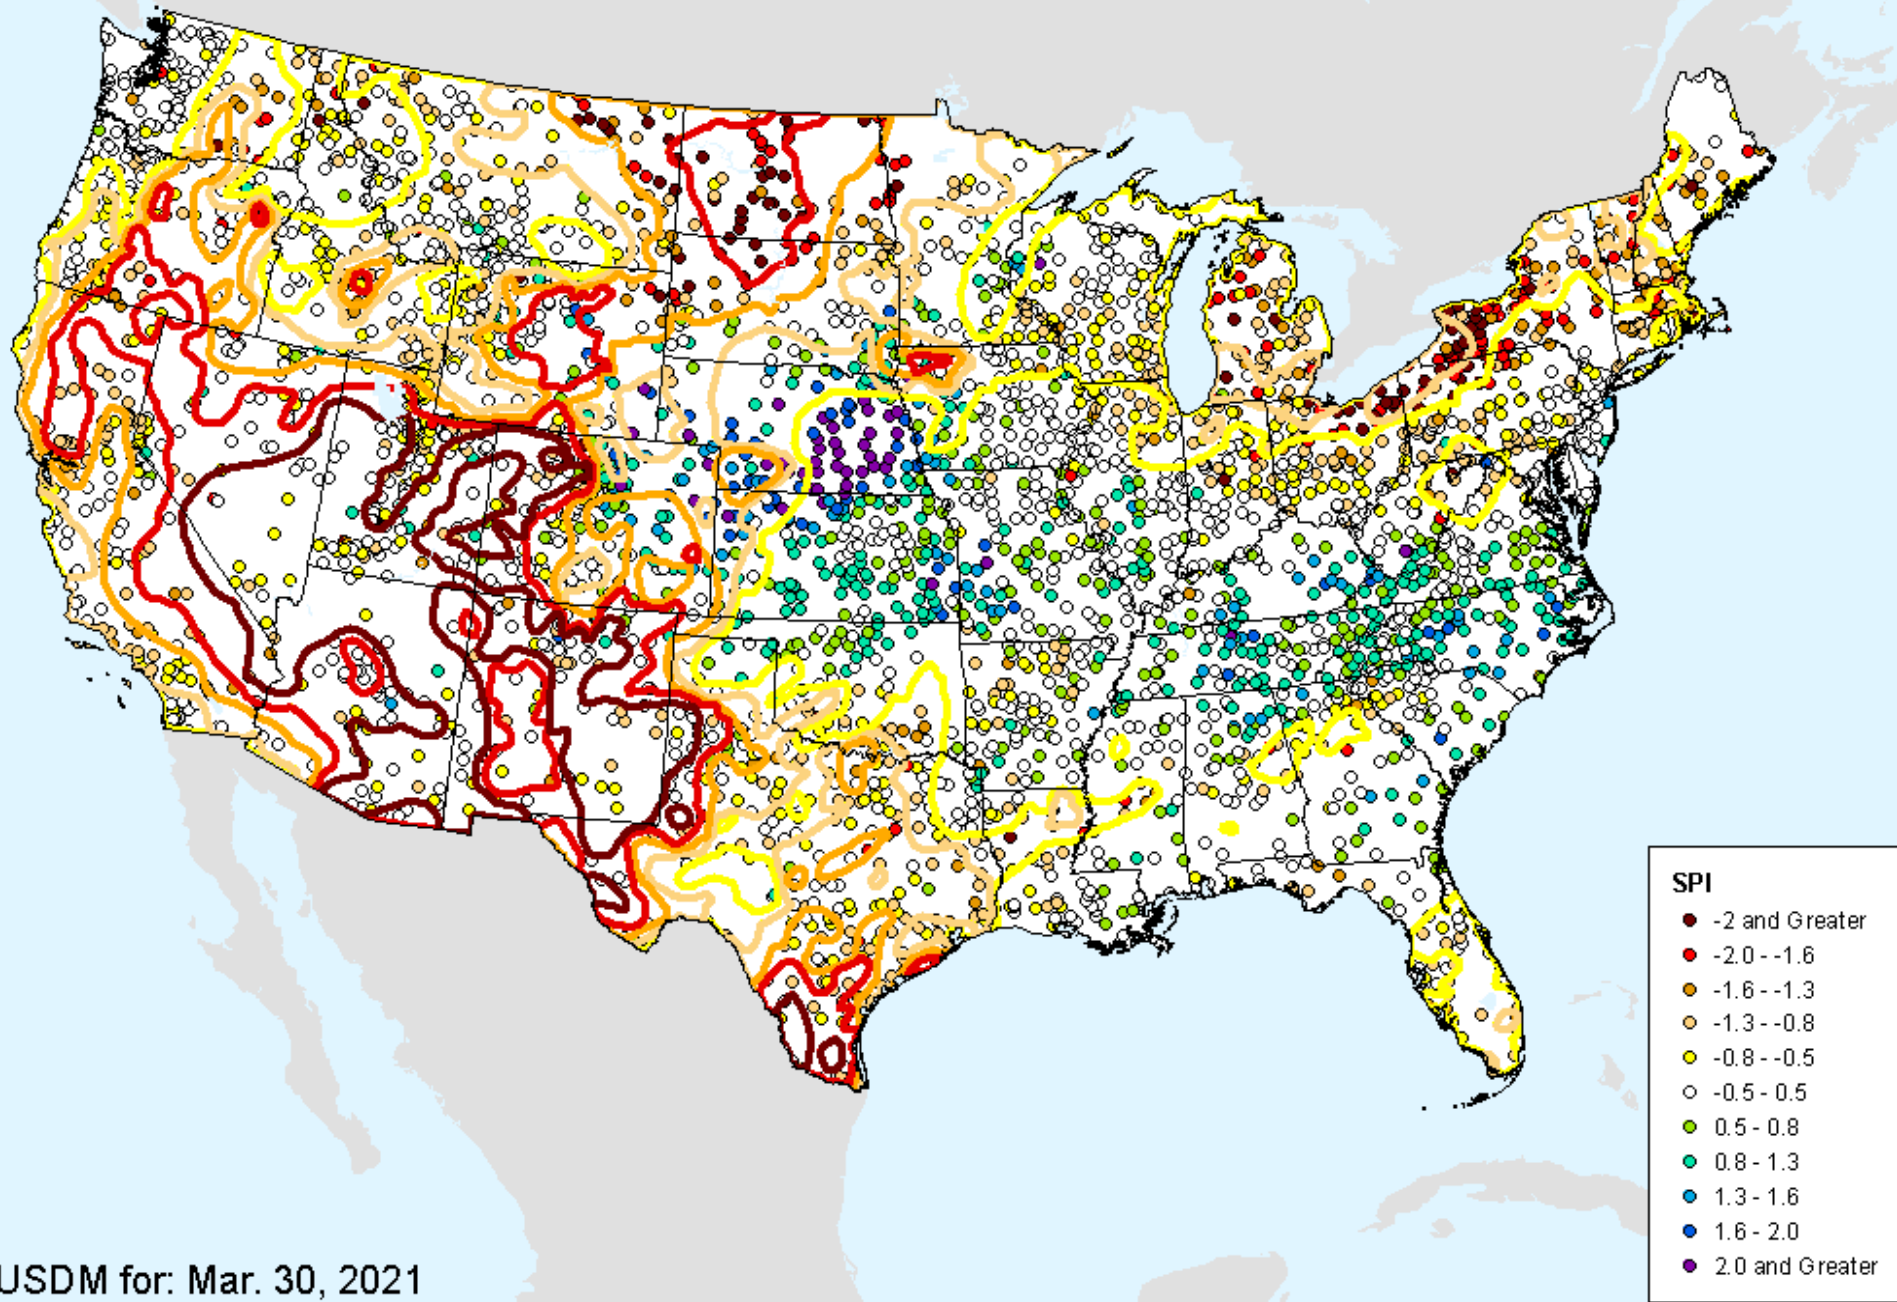 SPI
-2 and Greater
-2.0 - -1.6
-1.6 - -1.3
-1.3 - -0.8
-0.8 - -0.5
-0.5 - 0.5
0.5 - 0.8
0.8 - 1.3
1.3 - 1.6
1.6 - 2.0
2.0 and Greater
USDM for: Mar. 30, 2021